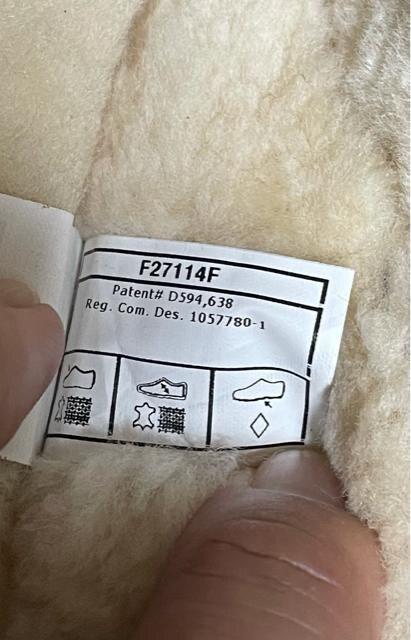 F27114F
Patent# D594,638
Reg. Com. Des. 1057780-1